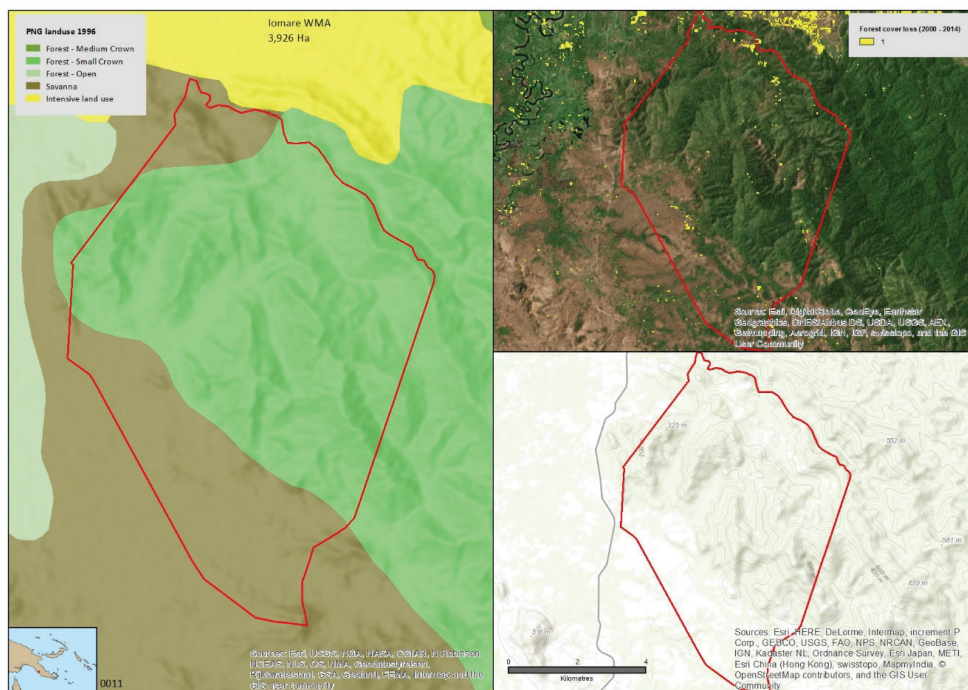 PNG landuse 1996
Forest - Medium Crown
Forest - Small Crown
Forest - Open
Savanna
Intensive land use
Iomare WMA
3,926 Ha
Sources: Esri, USGS, NGA, NASA, CGIAR, N Robinson,
NCEAS, NLS, OS, NMA, Geodatastyrelsen,
Rijkswaterstaat, GSA, Geoland, FEMA, Intermap and the
GIS user community
0011
Forest cover loss (2000 - 2014)
1
Sources: Esri, DigitalGlobe, GeoEye, Earthstar
Geographics, CNES/Airbus DS, USDA, USGS, AEX,
Getmapping, Aerogrid, IGN, IGP, swisstopo, and the GIS
User Community
325 m
552 m
581 m
639 m
316 m
0 2 4
Kilometres
Sources: Esri, HERE, DeLorme, Intermap, increment P
Corp., GEBCO, USGS, FAO, NPS, NRCAN, GeoBase,
IGN, Kadaster NL, Ordnance Survey, Esri Japan, METI,
Esri China (Hong Kong), swisstopo, MapmyIndia, ©
OpenStreetMap contributors, and the GIS User
Community